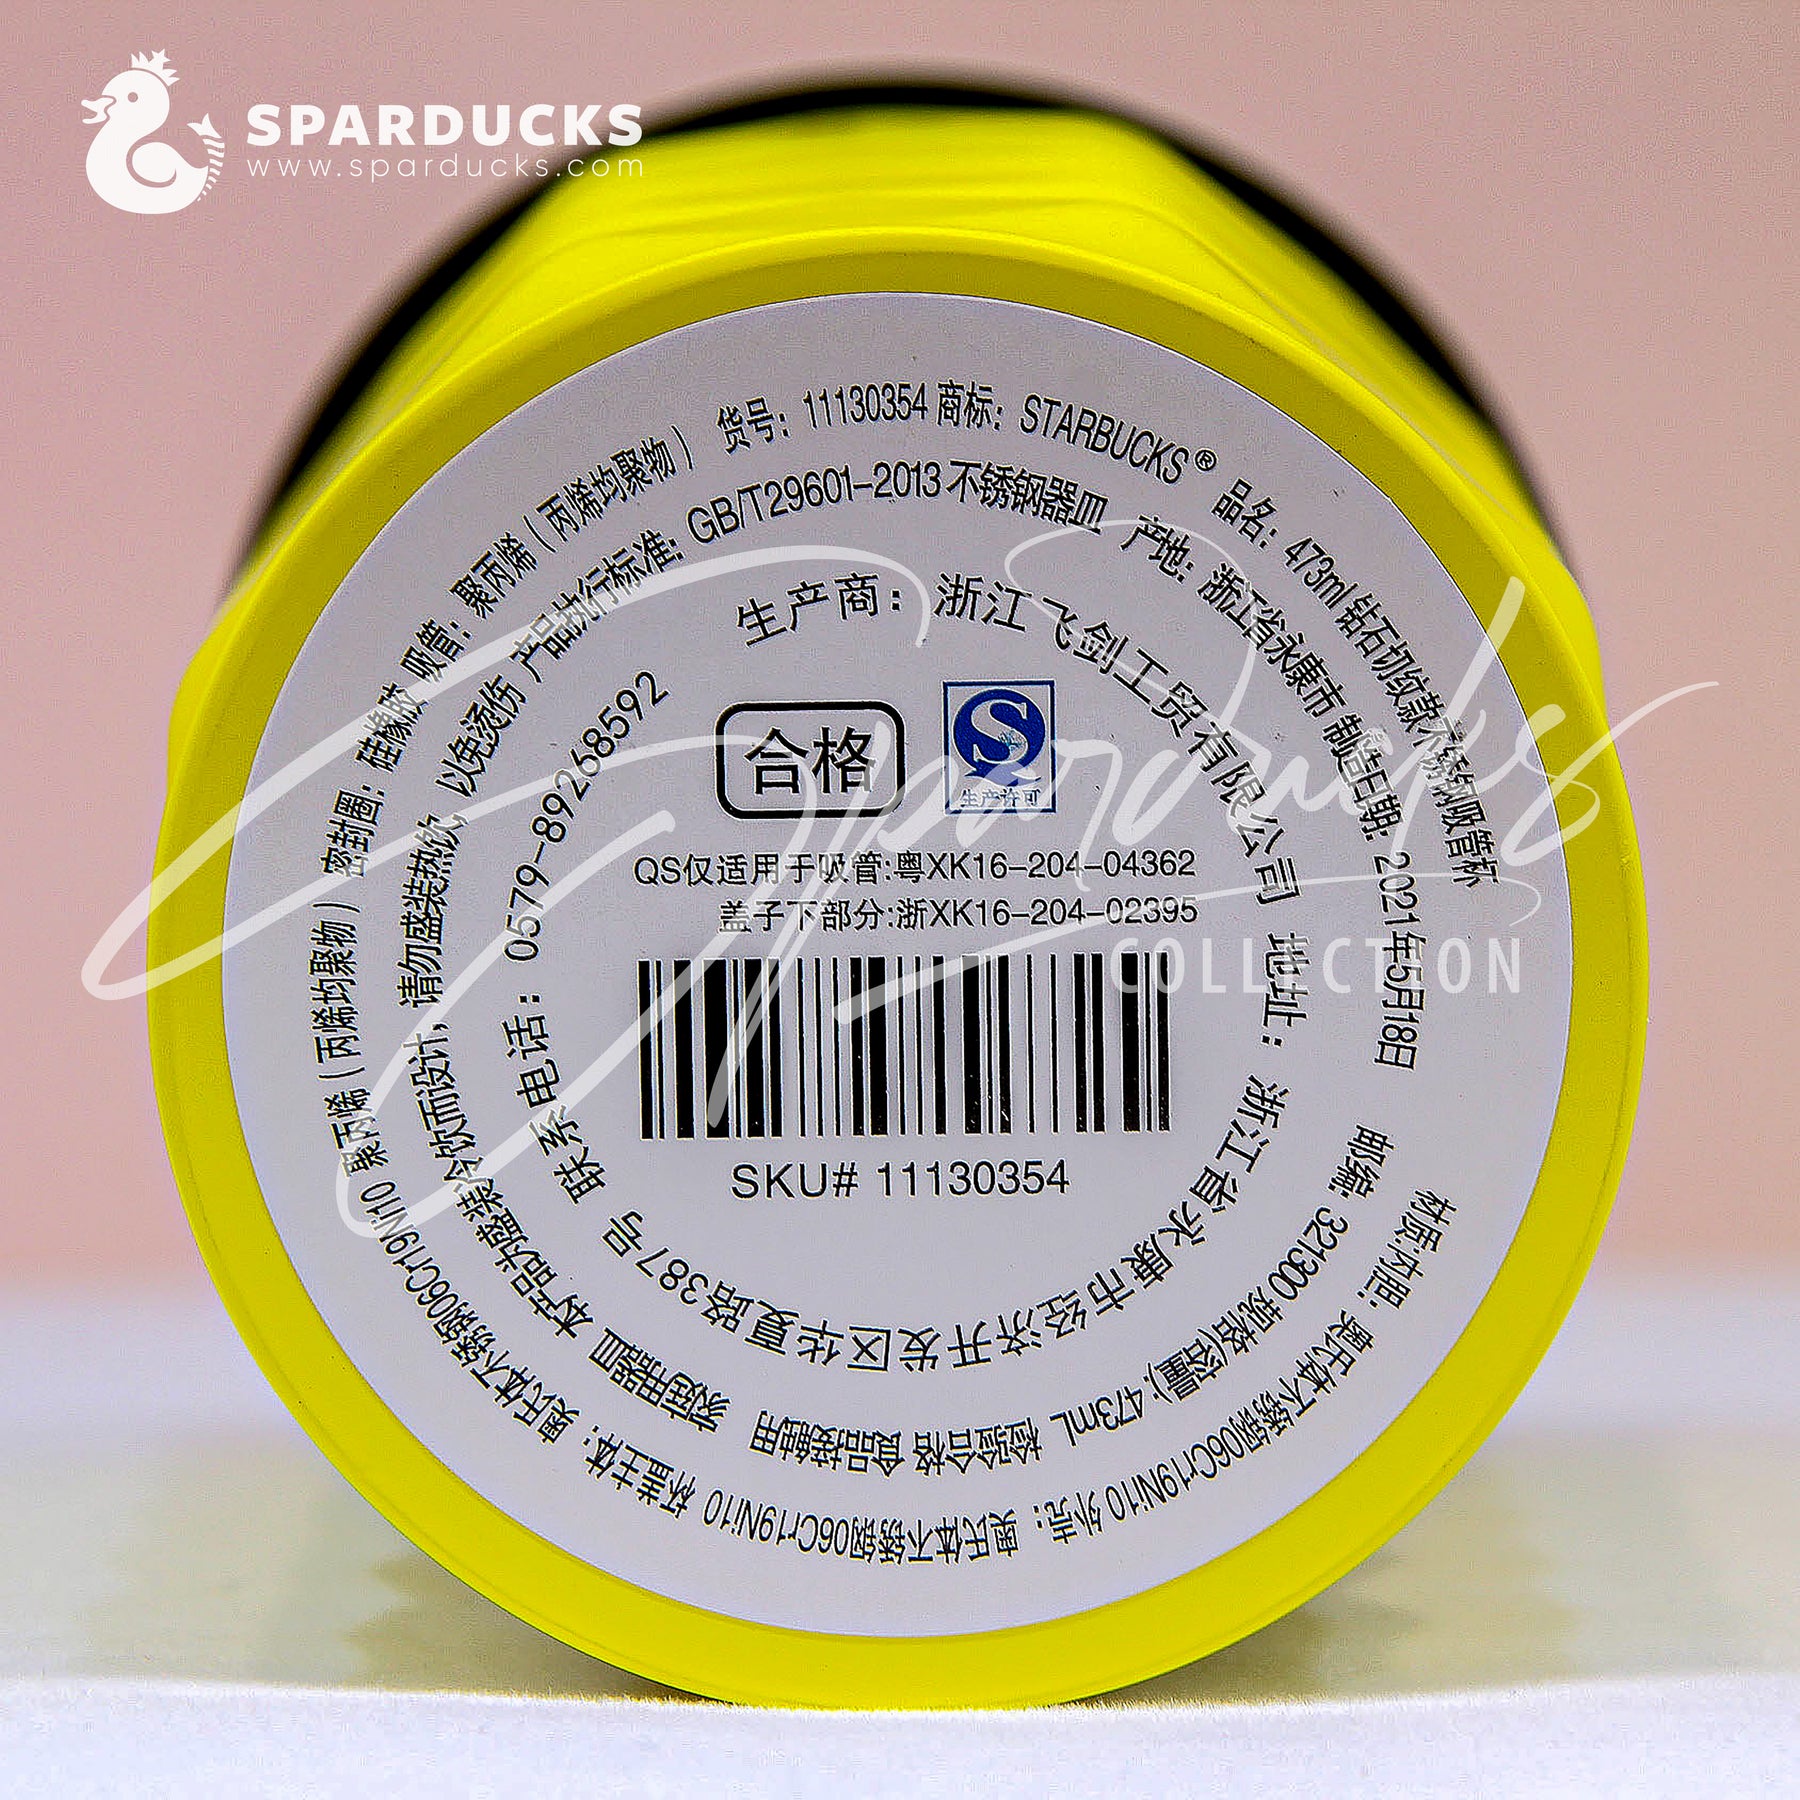 SPARDUCKS
www.sparducks.com
货号：11130354 商标：STARBUCKS® 品名：473ml 钻石切纹款不锈钢吸管杯
材质:内胆：奥氏体不锈钢06Cr19Ni10 外壳：奥氏体不锈钢06Cr19Ni10 杯盖主体：奥氏体不锈钢06Cr19Ni10 聚丙烯（丙烯均聚物） 密封圈：硅橡胶 吸管：聚丙烯（丙烯均聚物）
产品执行标准：GB/T29601-2013 不锈钢器皿 产地：浙江省永康市 制造日期：2021年5月18日
邮编：321300 规格(容量)：473mL 检验合格 食品接触用 家庭用器皿 本产品为盛装冷饮而设计，请勿盛装热饮，以免烫伤
生产商：浙江飞剑工贸有限公司 地址：浙江省永康市经济开发区华夏路387号 联系电话：0579-89268592
合格
生产许可
QS仅适用于吸管:粤XK16-204-04362
盖子下部分:浙XK16-204-02395
SKU# 11130354
Sparducks
COLLECTION